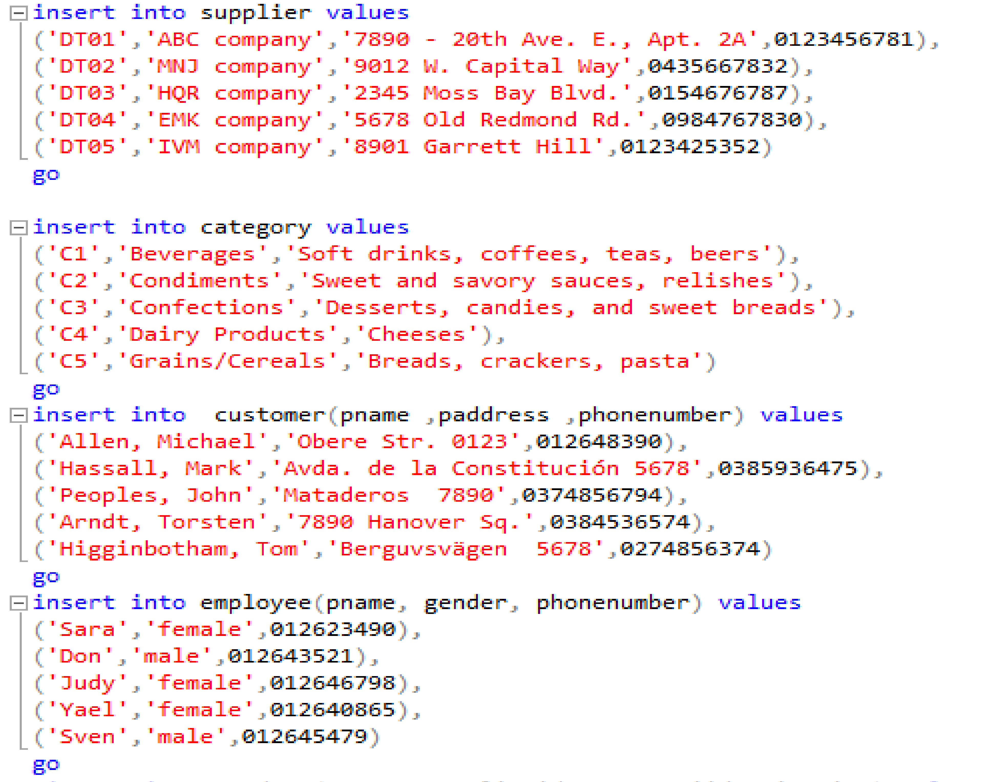 insert into supplier values
('DT01','ABC company','7890 - 20th Ave. E., Apt. 2A',0123456781),
('DT02','MNJ company','9012 W. Capital Way',0435667832),
('DT03','HQR company','2345 Moss Bay Blvd.',0154676787),
('DT04','EMK company','5678 Old Redmond Rd.',0984767830),
('DT05','IVM company','8901 Garrett Hill',0123425352)
go
insert into category values
('C1','Beverages','Soft drinks, coffees, teas, beers'),
('C2','Condiments','Sweet and savory sauces, relishes'),
('C3','Confections','Desserts, candies, and sweet breads'),
('C4','Dairy Products','Cheeses'),
('C5','Grains/Cereals','Breads, crackers, pasta')
go
insert into  customer(pname ,paddress ,phonenumber) values
('Allen, Michael','Obere Str. 0123',012648390),
('Hassall, Mark','Avda. de la Constitución 5678',0385936475),
('Peoples, John','Mataderos  7890',0374856794),
('Arndt, Torsten','7890 Hanover Sq.',0384536574),
('Higginbotham, Tom','Berguvsvägen  5678',0274856374)
go
insert into employee(pname, gender, phonenumber) values
('Sara','female',012623490),
('Don','male',012643521),
('Judy','female',012646798),
('Yael','female',012640865),
('Sven','male',012645479)
go